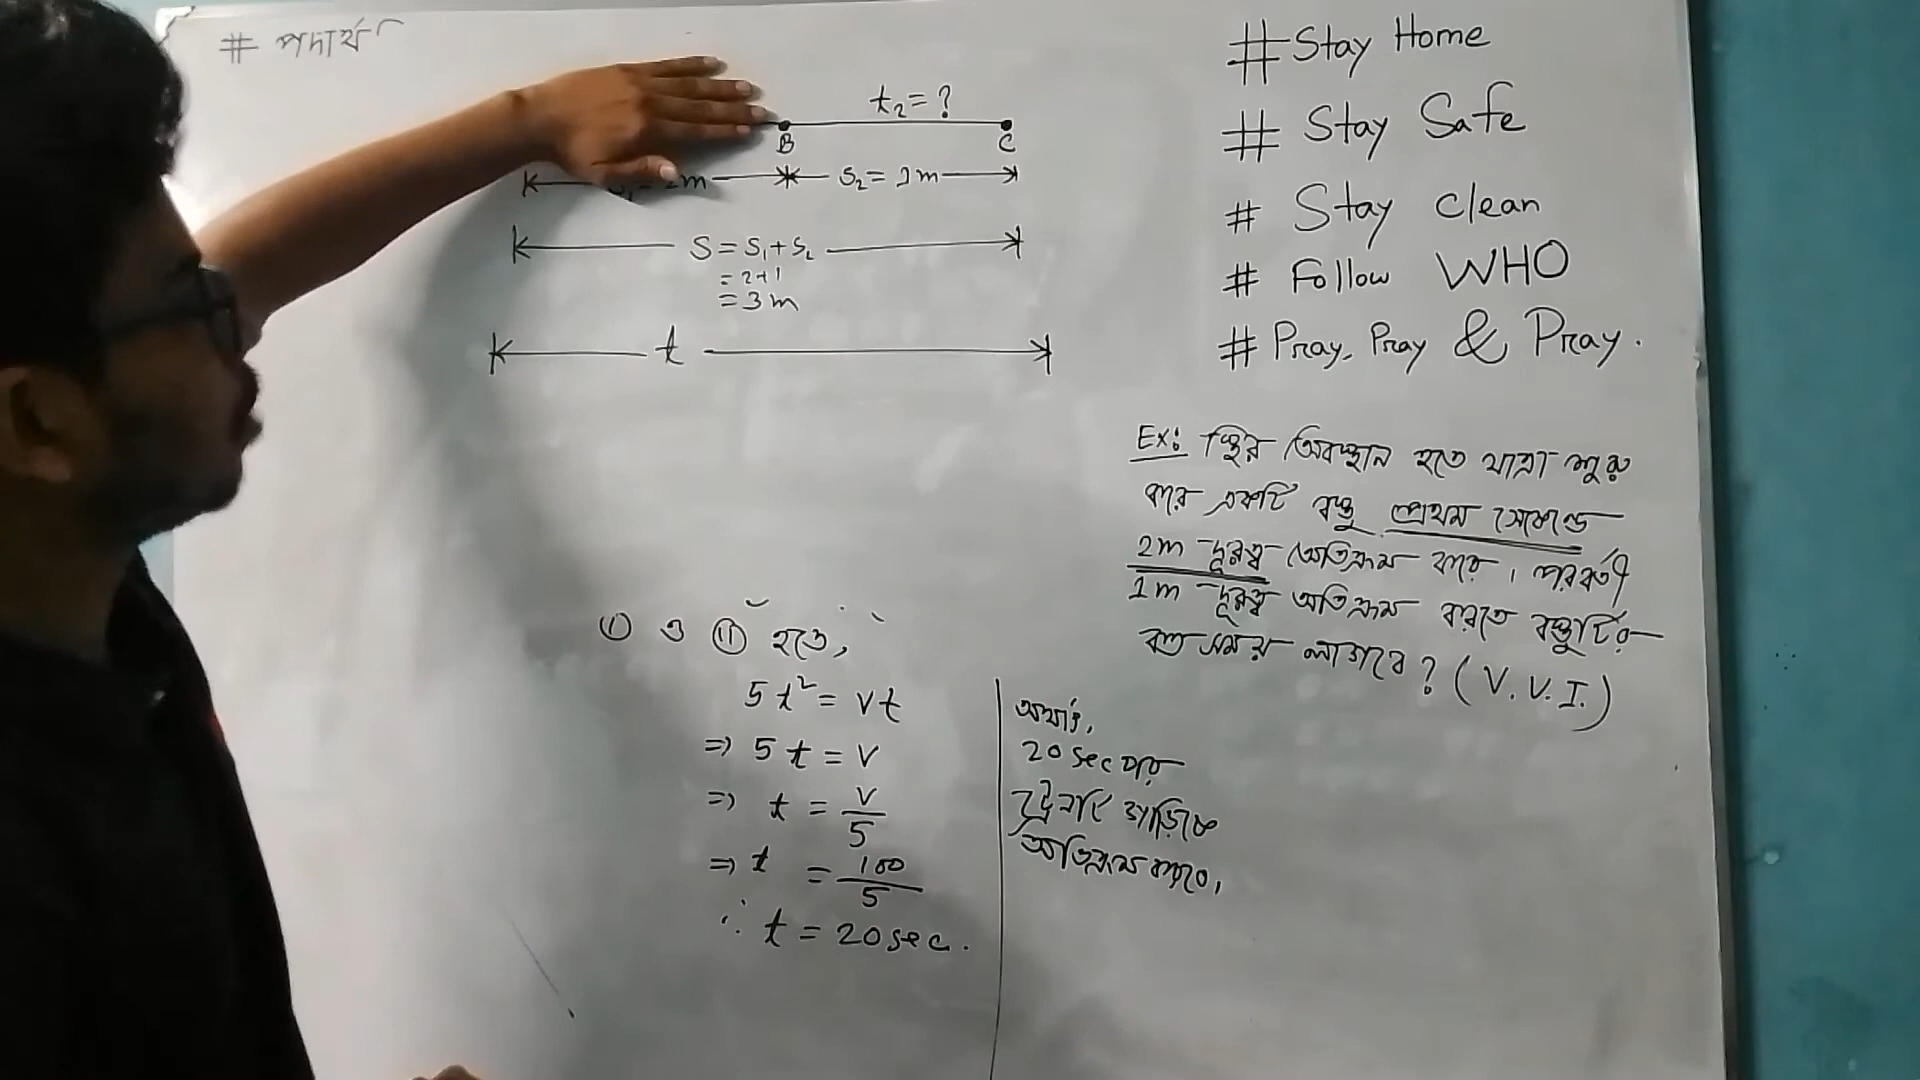 # পদার্থ
t₂ = ?
B
C
2m
S₂ = 1m
S = S₁ + S₂
= 2+1
= 3m
t
① ও ② হতে,
5t² = vt
⇒ 5t = v
⇒ t = v/5
⇒ t = 100/5
∴ t = 20sec.
অর্থাৎ,
20 sec পর
ট্রেনটি গাড়িকে
অতিক্রম করবে।
# Stay Home
# Stay Safe
# Stay clean
# Follow WHO
# Pray, Pray & Pray.
Ex: স্থির অবস্থান হতে যাত্রা শুরু
করে একটি বস্তু প্রথম সেকেন্ডে
2m দূরত্ব অতিক্রম করে। পরবর্তী
1m দূরত্ব অতিক্রম করতে বস্তুটির
কত সময় লাগবে? (V.V.I.)